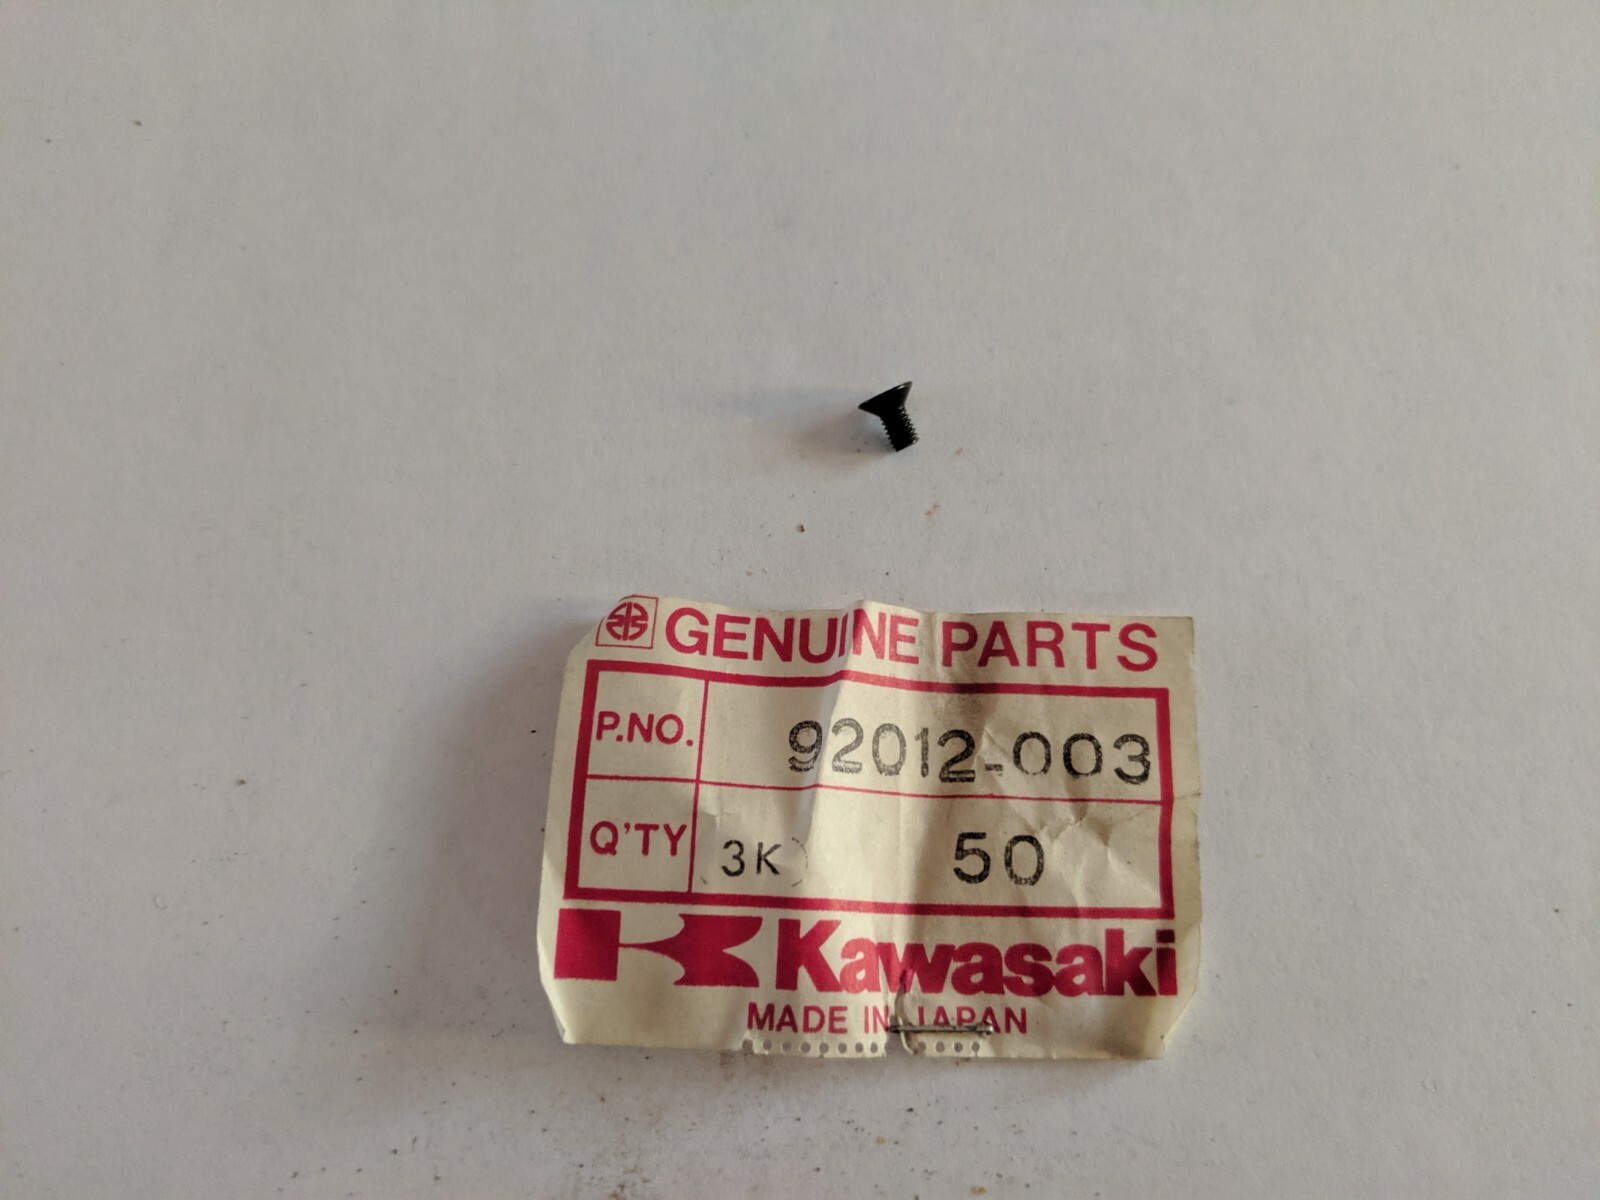 GENUINE PARTS
P.NO. 92012-003
Q'TY (3K) 50
Kawasaki
MADE IN JAPAN